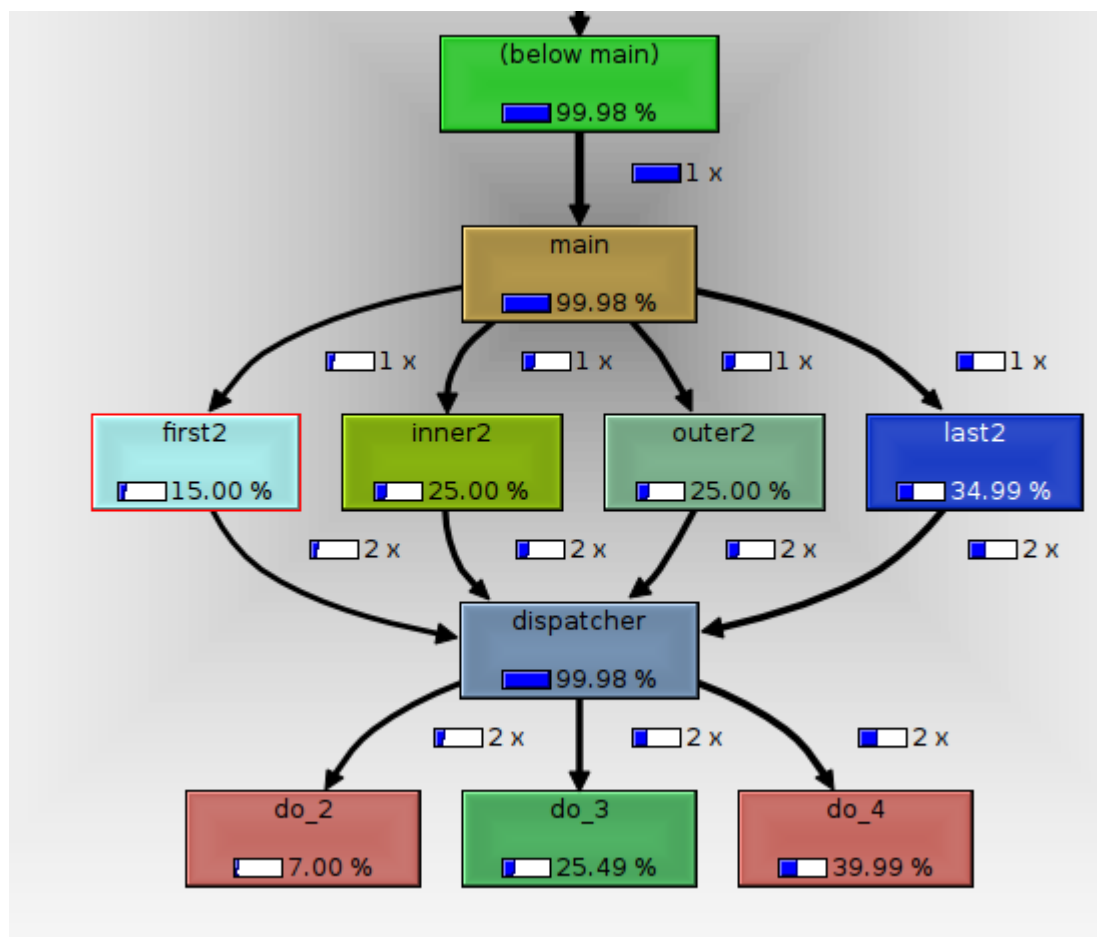 (below main)
99.98 %
1 x
main
99.98 %
1 x
1 x
1 x
1 x
first2
inner2
outer2
last2
15.00 %
25.00 %
25.00 %
34.99 %
2 x
2 x
2 x
2 x
dispatcher
99.98 %
2 x
2 x
2 x
do_2
do_3
do_4
7.00 %
25.49 %
39.99 %